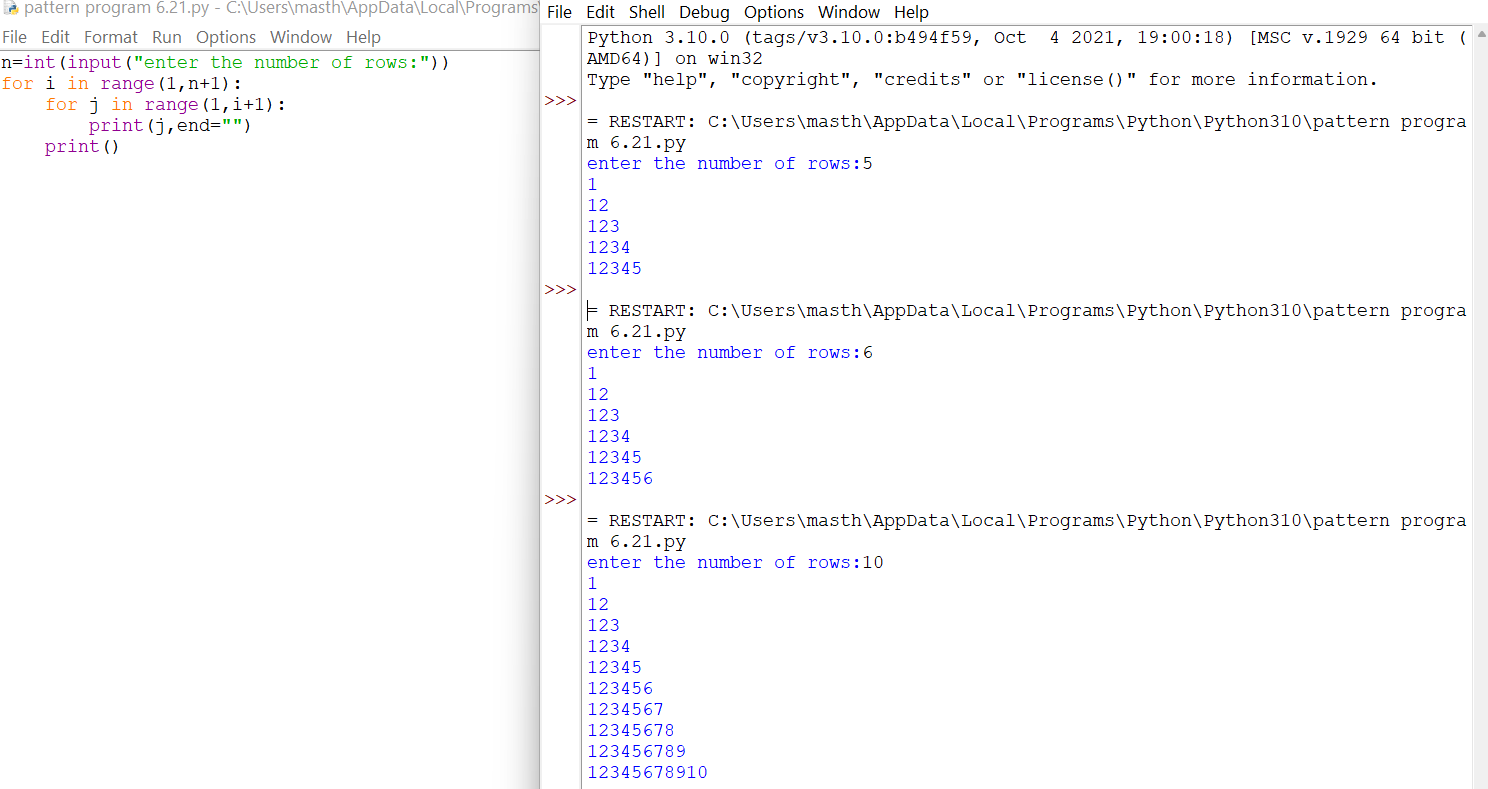 pattern program 6.21.py - C:\Users\masth\AppData\Local\Programs\
File Edit Format Run Options Window Help
n=int(input("enter the number of rows:"))
for i in range(1,n+1):
    for j in range(1,i+1):
        print(j,end="")
    print()
File Edit Shell Debug Options Window Help
Python 3.10.0 (tags/v3.10.0:b494f59, Oct  4 2021, 19:00:18) [MSC v.1929 64 bit (
AMD64)] on win32
Type "help", "copyright", "credits" or "license()" for more information.
>>>
= RESTART: C:\Users\masth\AppData\Local\Programs\Python\Python310\pattern progra
m 6.21.py
enter the number of rows:5
1
12
123
1234
12345
>>>
= RESTART: C:\Users\masth\AppData\Local\Programs\Python\Python310\pattern progra
m 6.21.py
enter the number of rows:6
1
12
123
1234
12345
123456
>>>
= RESTART: C:\Users\masth\AppData\Local\Programs\Python\Python310\pattern progra
m 6.21.py
enter the number of rows:10
1
12
123
1234
12345
123456
1234567
12345678
123456789
12345678910